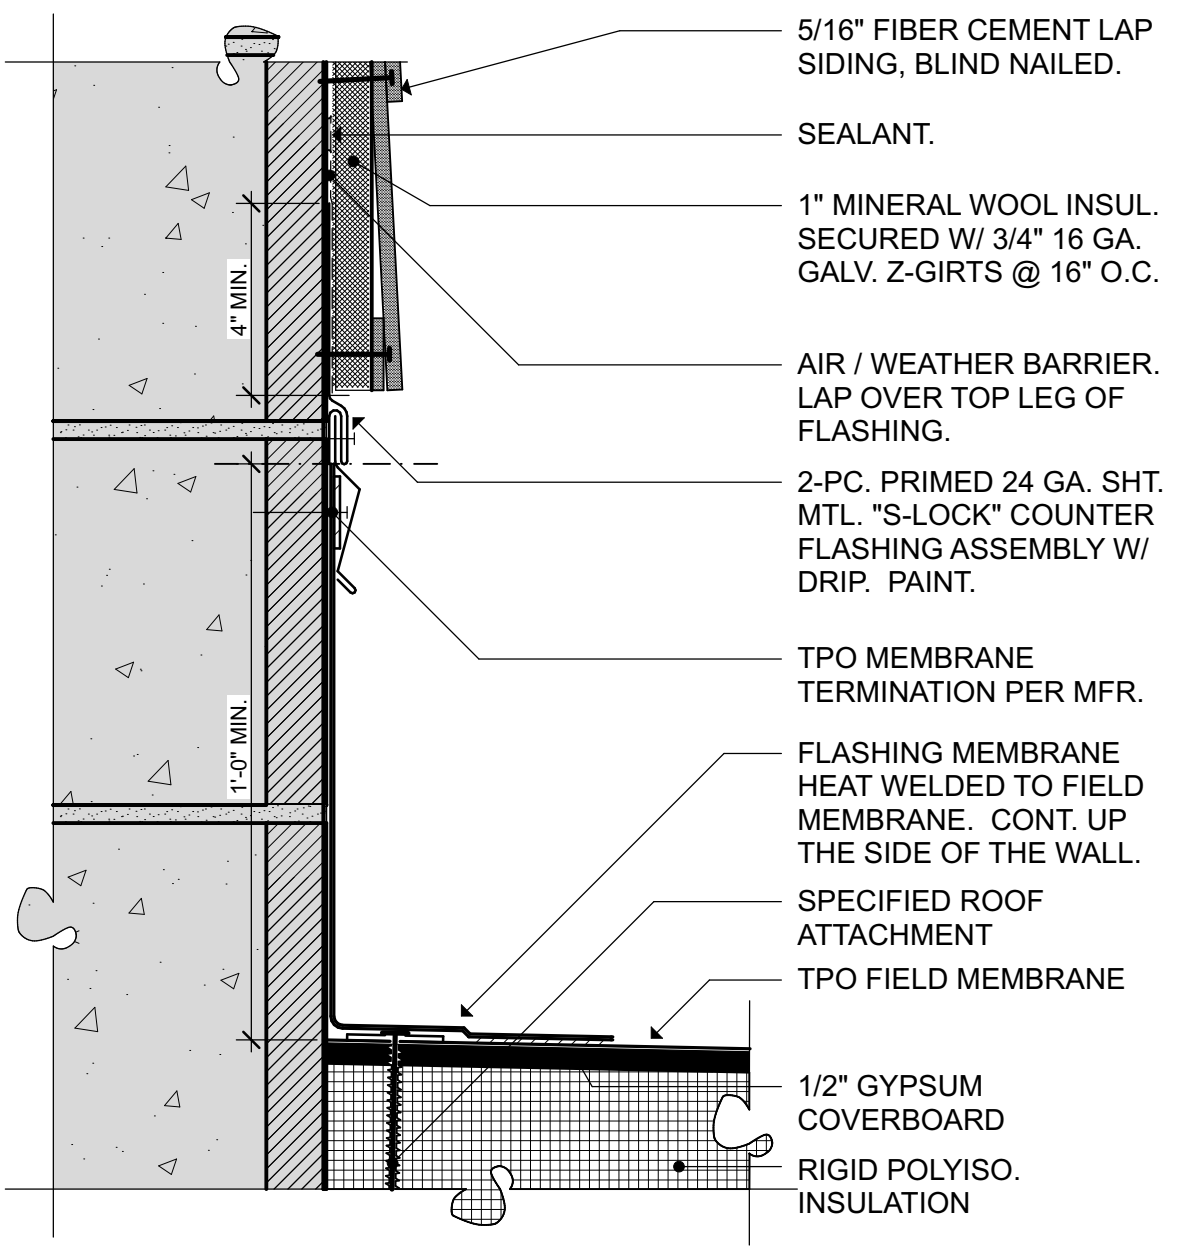 5/16" FIBER CEMENT LAP
SIDING, BLIND NAILED.
SEALANT.
1" MINERAL WOOL INSUL.
SECURED W/ 3/4" 16 GA.
GALV. Z-GIRTS @ 16" O.C.
4" MIN.
AIR / WEATHER BARRIER.
LAP OVER TOP LEG OF
FLASHING.
2-PC. PRIMED 24 GA. SHT.
MTL. "S-LOCK" COUNTER
FLASHING ASSEMBLY W/
DRIP.  PAINT.
TPO MEMBRANE
TERMINATION PER MFR.
1'-0" MIN.
FLASHING MEMBRANE
HEAT WELDED TO FIELD
MEMBRANE.  CONT. UP
THE SIDE OF THE WALL.
SPECIFIED ROOF
ATTACHMENT
TPO FIELD MEMBRANE
1/2" GYPSUM
COVERBOARD
RIGID POLYISO.
INSULATION